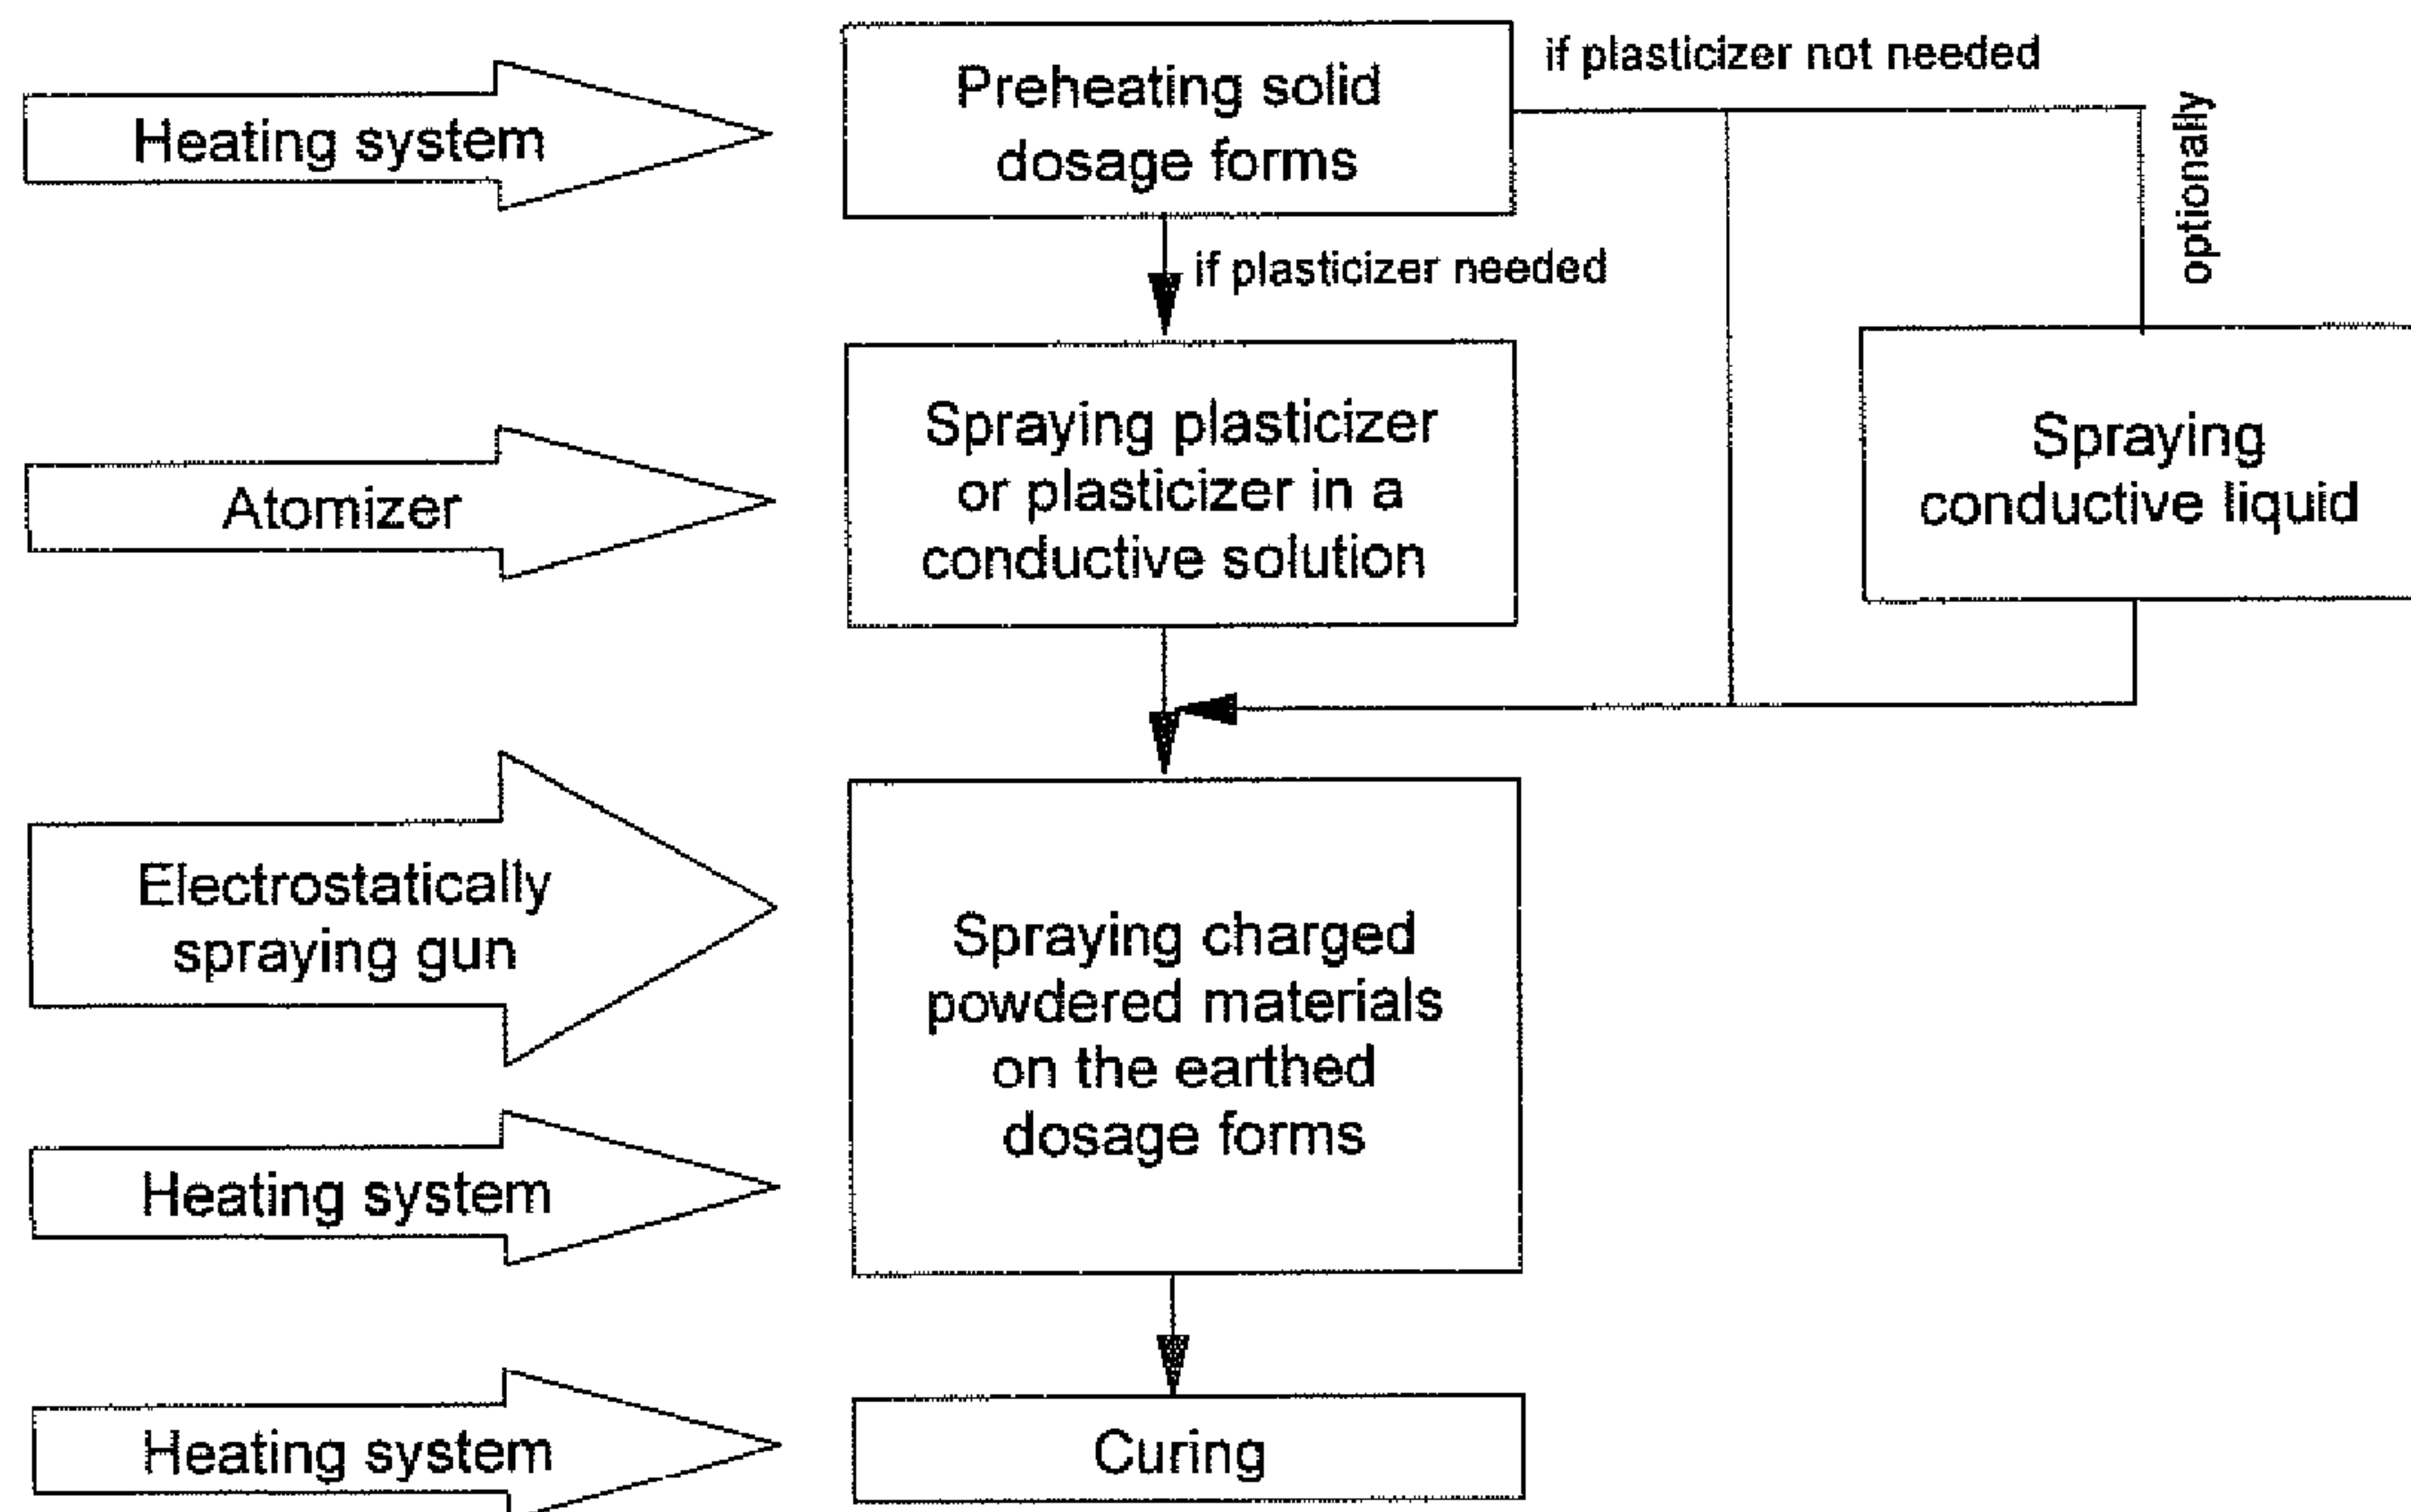 Heating system
Preheating solid
dosage forms
if plasticizer not needed
optionally
if plasticizer needed
Atomizer
Spraying plasticizer
or plasticizer in a
conductive solution
Spraying
conductive liquid
Electrostatically
spraying gun
Spraying charged
powdered materials
on the earthed
dosage forms
Heating system
Heating system
Curing